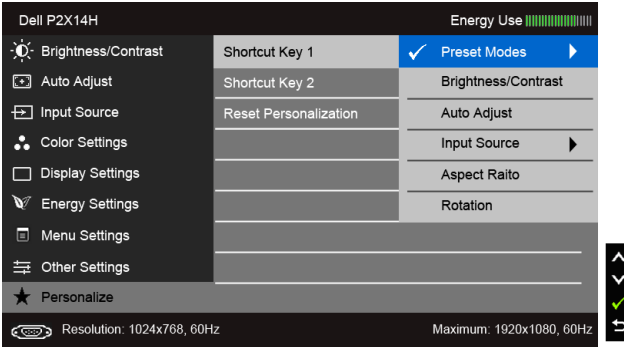 Dell P2X14H Energy Use
Brightness/Contrast Shortcut Key 1 Preset Modes
Auto Adjust Shortcut Key 2 Brightness/Contrast
Input Source Reset Personalization Auto Adjust
Color Settings Input Source
Display Settings Aspect Raito
Energy Settings Rotation
Menu Settings
Other Settings
Personalize
Resolution: 1024x768, 60Hz Maximum: 1920x1080, 60Hz